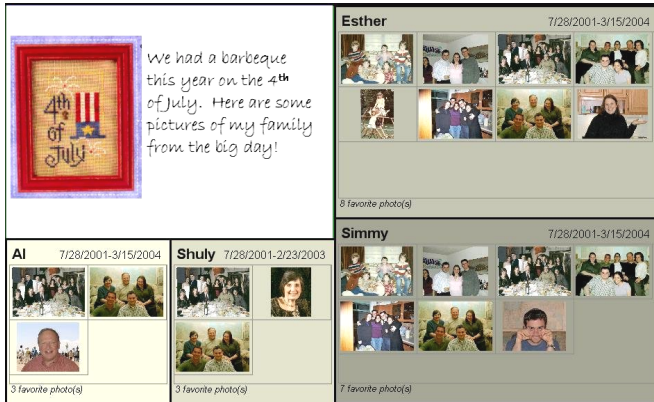 4th
of
July
We had a barbeque
this year on the 4th
of July. Here are some
pictures of my family
from the big day!
Esther 7/28/2001-3/15/2004
8 favorite photo(s)
Al 7/28/2001-3/15/2004
3 favorite photo(s)
Shuly 7/28/2001-2/23/2003
3 favorite photo(s)
Simmy 7/28/2001-3/15/2004
7 favorite photo(s)